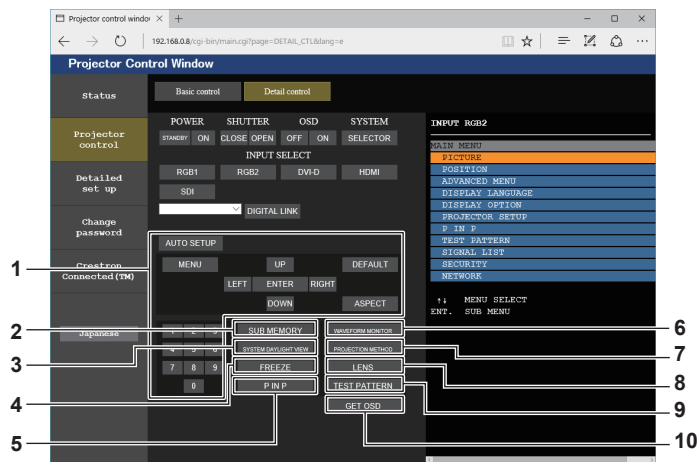 Projector control window
192.168.0.8/cgi-bin/main.cgi?page=DETAIL_CTL&lang=e
Projector Control Window
Status
Projector control
Detailed set up
Change password
Crestron Connected(TM)
Japanese
Basic control
Detail control
POWER SHUTTER OSD SYSTEM
STANDBY ON CLOSE OPEN OFF ON SELECTOR
INPUT SELECT
RGB1 RGB2 DVI-D HDMI
SDI
DIGITAL LINK
AUTO SETUP
MENU UP DEFAULT
LEFT ENTER RIGHT
DOWN ASPECT
1 2 3 SUB MEMORY WAVEFORM MONITOR
4 5 6 SYSTEM DAYLIGHT VIEW PROJECTION METHOD
7 8 9 FREEZE LENS
0 P IN P TEST PATTERN
GET OSD
INPUT RGB2
MAIN MENU
PICTURE
POSITION
ADVANCED MENU
DISPLAY LANGUAGE
DISPLAY OPTION
PROJECTOR SETUP
P IN P
TEST PATTERN
SIGNAL LIST
SECURITY
NETWORK
↑↓ MENU SELECT
ENT. SUB MENU
1
2
3
4
5
6
7
8
9
10